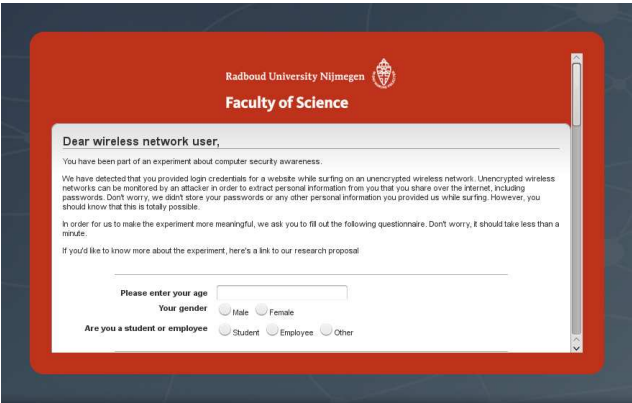 Radboud University Nijmegen
Faculty of Science
Dear wireless network user,
You have been part of an experiment about computer security awareness.
We have detected that you provided login credentials for a website while surfing on an unencrypted wireless network. Unencrypted wireless
networks can be monitored by an attacker in order to extract personal information from you that you share over the internet, including
passwords. Don't worry, we didn't store your passwords or any other personal information you provided us while surfing. However, you
should know that this is totally possible.
In order for us to make the experiment more meaningful, we ask you to fill out the following questionnaire. Don't worry, it should take less than a
minute.
If you'd like to know more about the experiment, here's a link to our research proposal
Please enter your age
Your gender Male Female
Are you a student or employee Student Employee Other